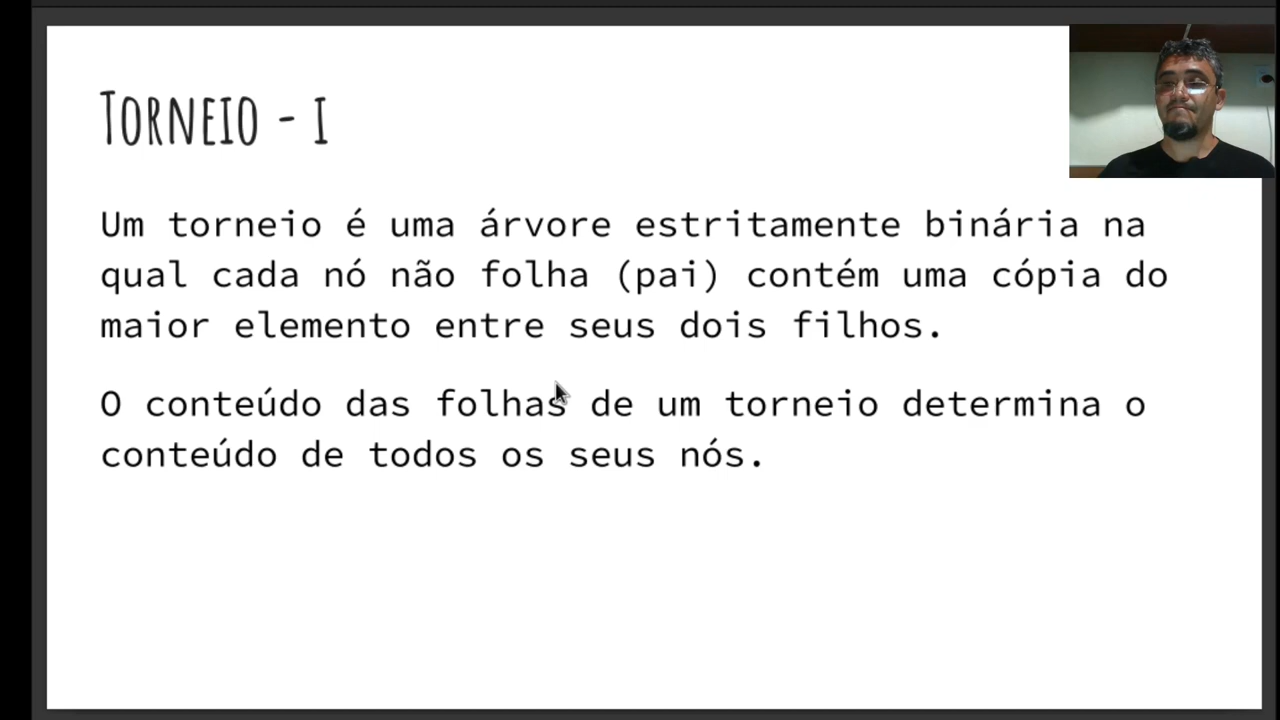 Torneio - I
Um torneio é uma árvore estritamente binária na
qual cada nó não folha (pai) contém uma cópia do
maior elemento entre seus dois filhos.
O conteúdo das folhas de um torneio determina o
conteúdo de todos os seus nós.